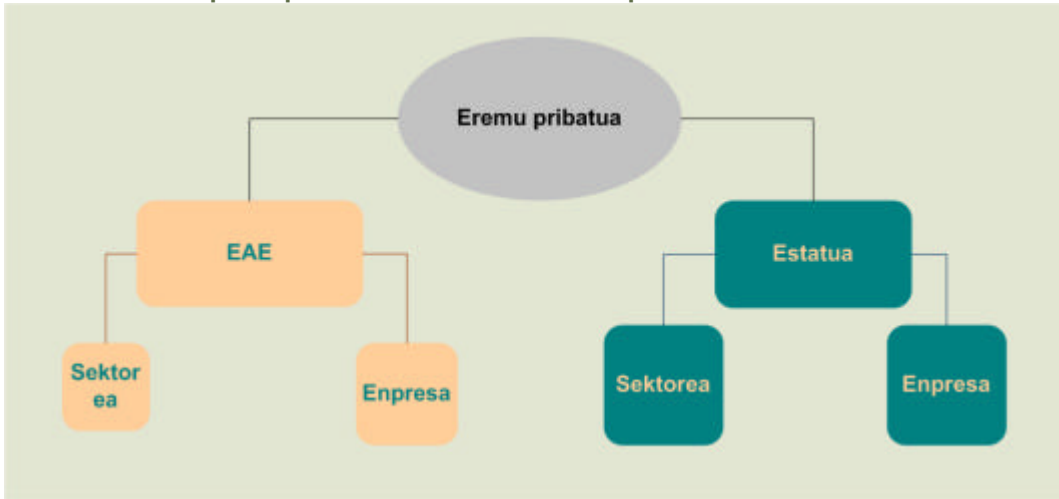 Eremu pribatua
EAE
Estatua
Sektor
ea
Enpresa
Sektorea
Enpresa